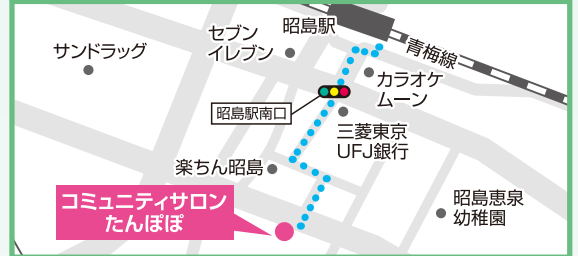 昭島駅
セブン
イレブン
サンドラッグ
青梅線
カラオケ
ムーン
昭島駅南口
三菱東京
UFJ銀行
楽ちん昭島
コミュニティサロン
たんぽぽ
昭島恵泉
幼稚園